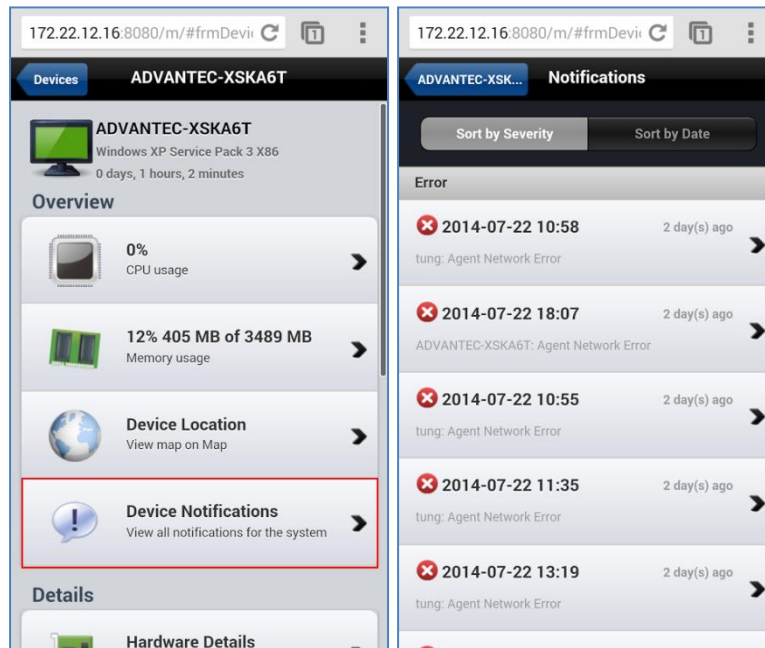 172.22.12.16:8080/m/#frmDevi
1
Devices
ADVANTEC-XSKA6T
ADVANTEC-XSKA6T
Windows XP Service Pack 3 X86
0 days, 1 hours, 2 minutes
Overview
0%
CPU usage
12% 405 MB of 3489 MB
Memory usage
Device Location
View map on Map
Device Notifications
View all notifications for the system
Details
Hardware Details
172.22.12.16:8080/m/#frmDevi
1
ADVANTEC-XSK...
Notifications
Sort by Severity
Sort by Date
Error
2014-07-22 10:58
2 day(s) ago
tung: Agent Network Error
2014-07-22 18:07
2 day(s) ago
ADVANTEC-XSKA6T: Agent Network Error
2014-07-22 10:55
2 day(s) ago
tung: Agent Network Error
2014-07-22 11:35
2 day(s) ago
tung: Agent Network Error
2014-07-22 13:19
2 day(s) ago
tung: Agent Network Error